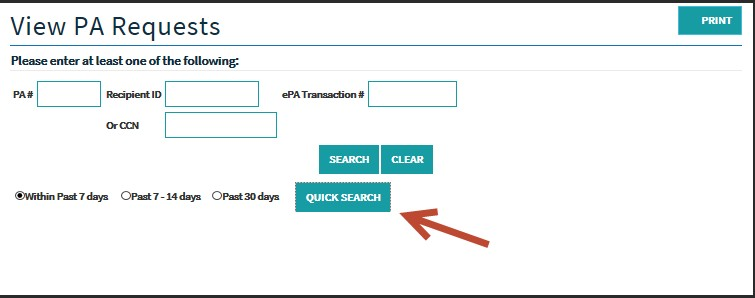 View PA Requests
PRINT
Please enter at least one of the following:
PA # Recipient ID ePA Transaction #
Or CCN
SEARCH CLEAR
Within Past 7 days Past 7 - 14 days Past 30 days QUICK SEARCH